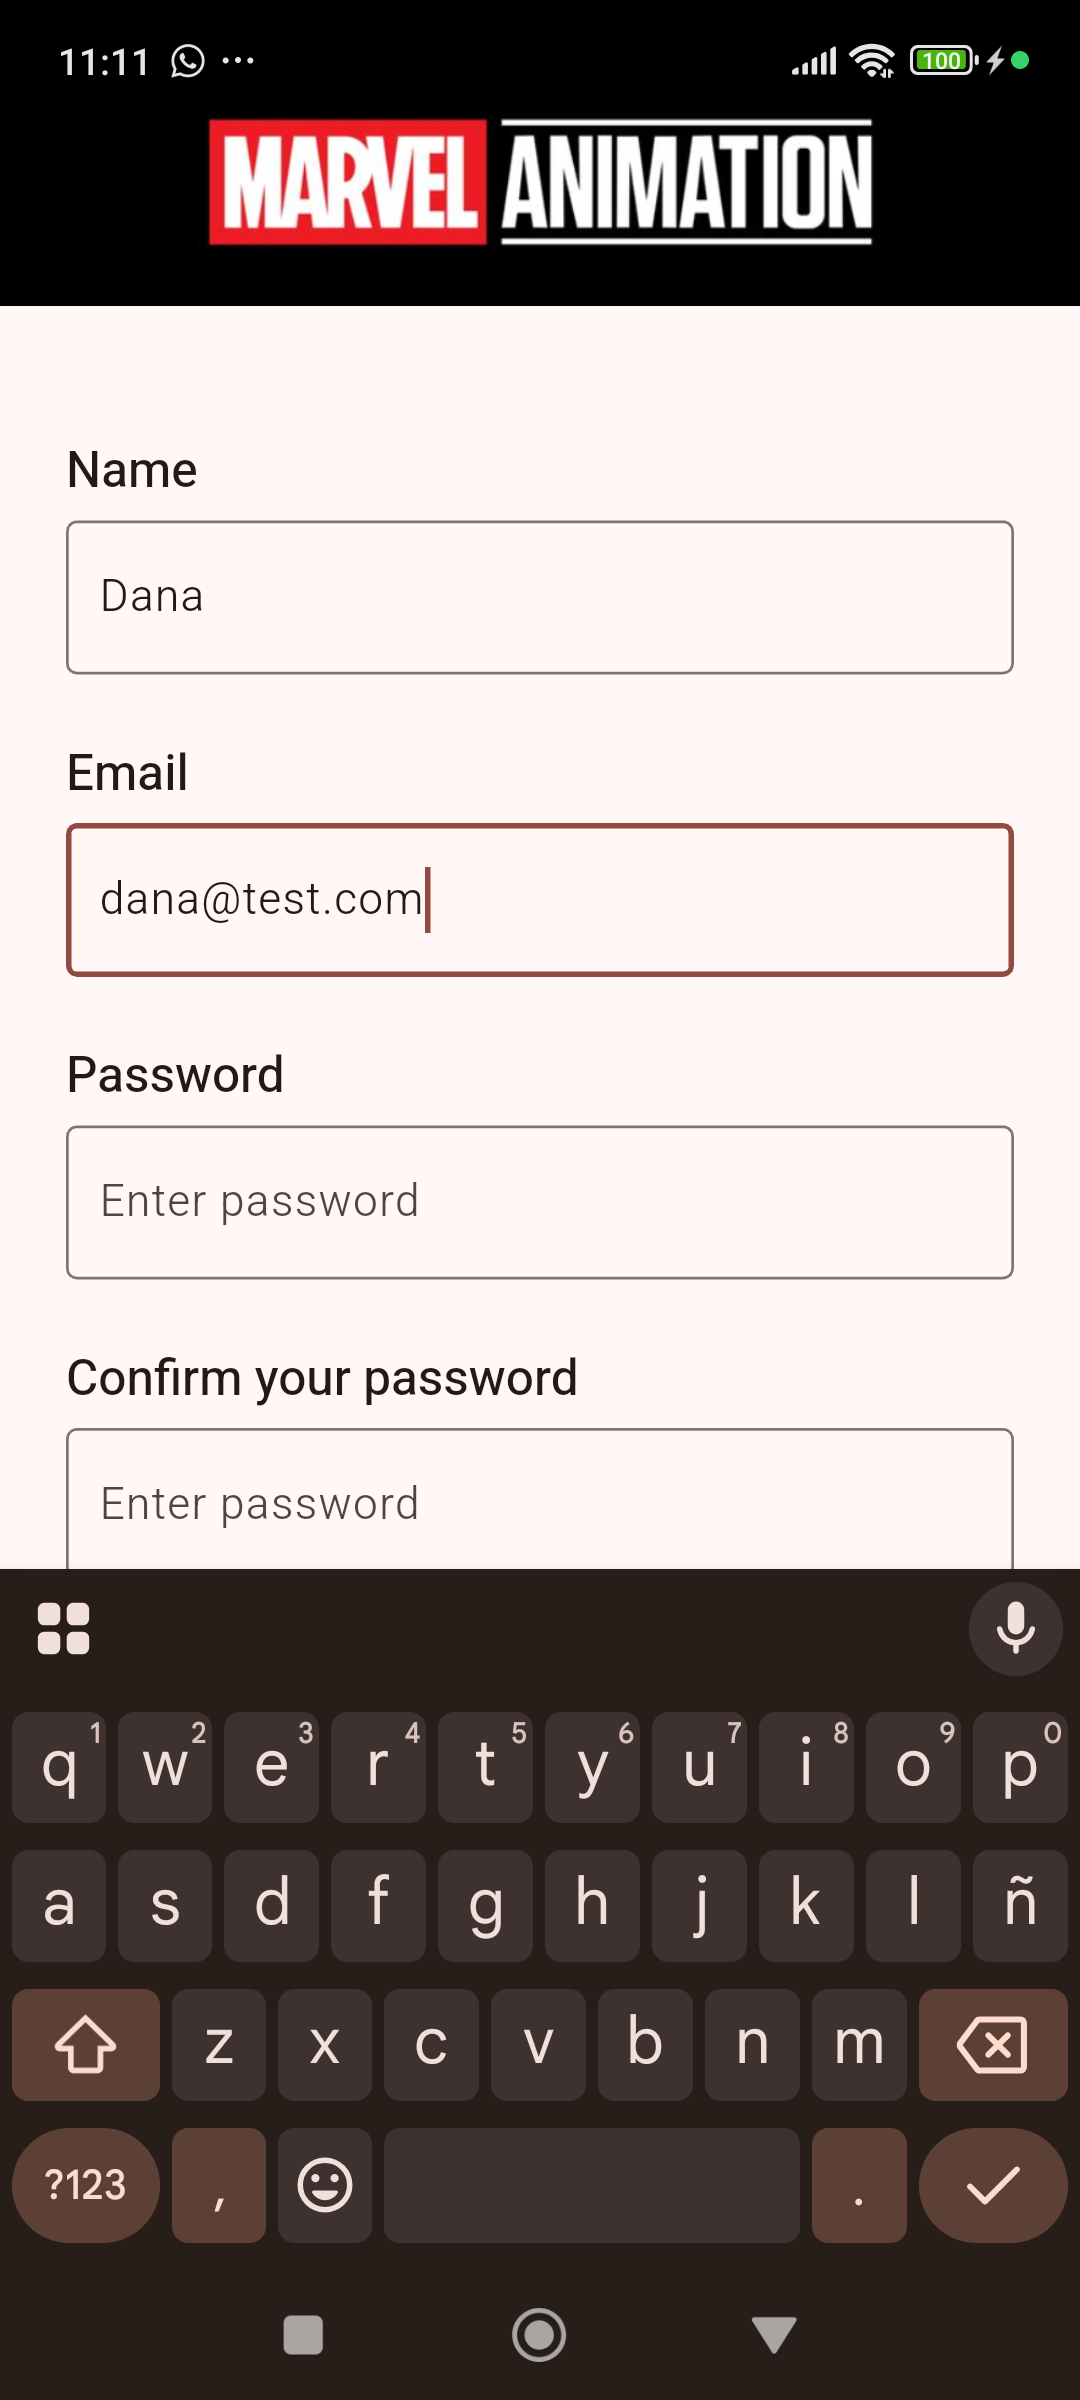 11:11
100
MARVEL ANIMATION
Name
Dana
Email
dana@test.com
Password
Enter password
Confirm your password
Enter password
q 1 w 2 e 3 r 4 t 5 y 6 u 7 i 8 o 9 p 0
a s d f g h j k l ñ
z x c v b n m
?123 , .